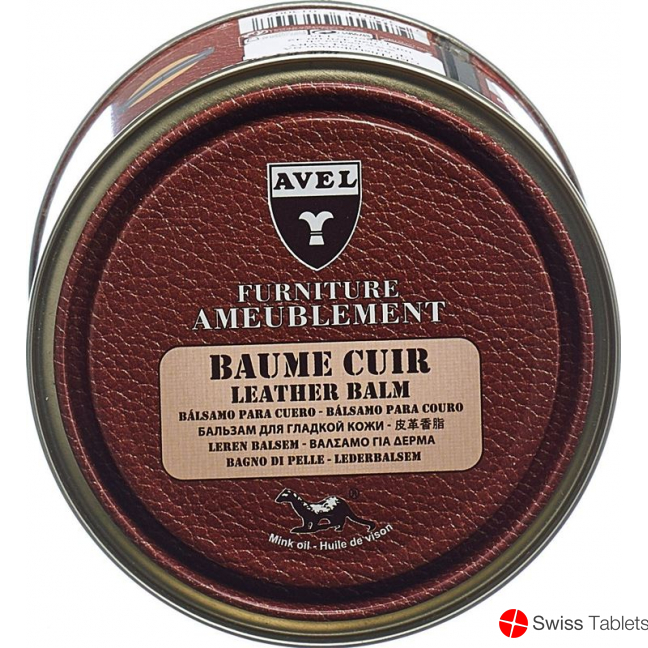 AVEL
FURNITURE
AMEUBLEMENT
BAUME CUIR
LEATHER BALM
BÁLSAMO PARA CUERO - BÁLSAMO PARA COURO
БАЛЬЗАМ ДЛЯ ГЛАДКОЙ КОЖИ - 皮革香脂
LEREN BALSEM - ΒΑΛΣΑΜΟ ΓΙΑ ΔΕΡΜΑ
BAGNO DI PELLE - LEDERBALSEM
®
Mink oil - Huile de vison
Swiss Tablets